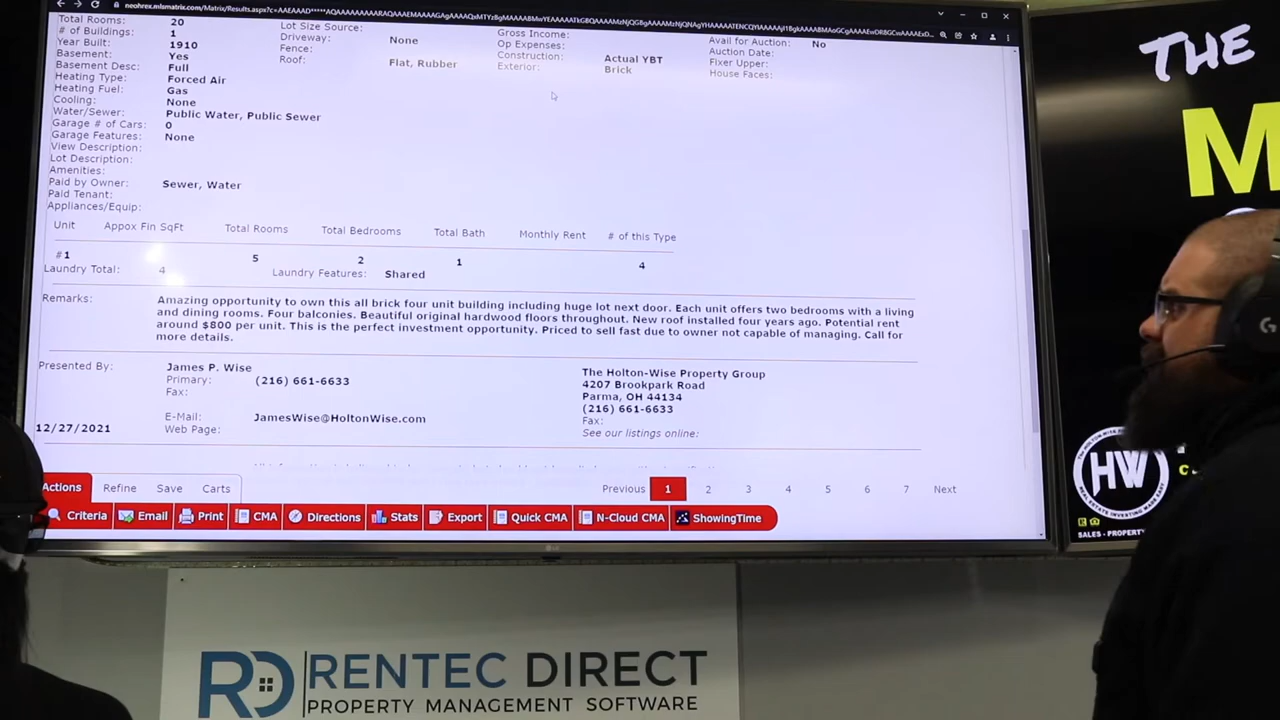 Total Rooms: 20 Lot Size Source: Gross Income:
# of Buildings: 1 Driveway: None Op Expenses: Avail for Auction: No
Year Built: 1910 Fence: Construction: Actual YBT Auction Date:
Basement: Yes Roof: Flat, Rubber Exterior: Brick Fixer Upper:
Basement Desc: Full House Faces:
Heating Type: Forced Air
Heating Fuel: Gas
Cooling: None
Water/Sewer: Public Water, Public Sewer
Garage # of Cars: 0
Garage Features: None
View Description:
Lot Description:
Amenities:
Paid by Owner: Sewer, Water
Paid Tenant:
Appliances/Equip:
Unit Appox Fin SqFt Total Rooms Total Bedrooms Total Bath Monthly Rent # of this Type
#1 5 2 1 4
Laundry Total: 4 Laundry Features: Shared
Remarks: Amazing opportunity to own this all brick four unit building including huge lot next door. Each unit offers two bedrooms with a living
and dining rooms. Four balconies. Beautiful original hardwood floors throughout. New roof installed four years ago. Potential rent
around $800 per unit. This is the perfect investment opportunity. Priced to sell fast due to owner not capable of managing. Call for
more details.
Presented By: James P. Wise The Holton-Wise Property Group
Primary: (216) 661-6633 4207 Brookpark Road
Fax: Parma, OH 44134
(216) 661-6633
E-Mail: JamesWise@HoltonWise.com Fax:
12/27/2021 Web Page: See our listings online:
Actions Refine Save Carts Previous 1 2 3 4 5 6 7 Next
Criteria Email Print CMA Directions Stats Export Quick CMA N-Cloud CMA ShowingTime
THE
M
HW
SALES - PROPERTY
RD RENTEC DIRECT
PROPERTY MANAGEMENT SOFTWARE